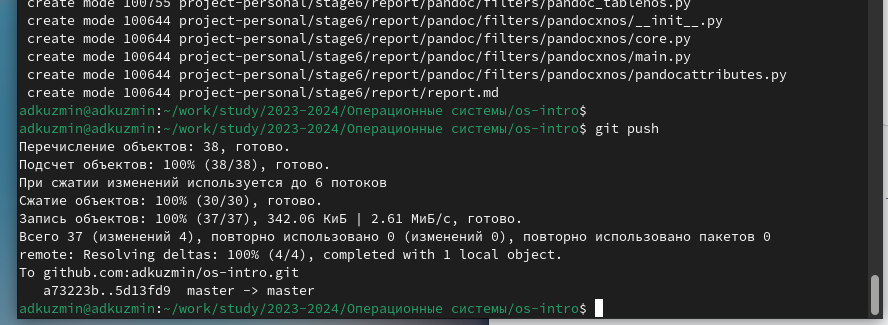 create mode 100755 project-personal/stage6/report/pandoc/filters/pandoc_tablenos.py
create mode 100644 project-personal/stage6/report/pandoc/filters/pandocxnos/__init__.py
create mode 100644 project-personal/stage6/report/pandoc/filters/pandocxnos/core.py
create mode 100644 project-personal/stage6/report/pandoc/filters/pandocxnos/main.py
create mode 100644 project-personal/stage6/report/pandoc/filters/pandocxnos/pandocattributes.py
create mode 100644 project-personal/stage6/report/report.md
adkuzmin@adkuzmin:~/work/study/2023-2024/Операционные системы/os-intro$
adkuzmin@adkuzmin:~/work/study/2023-2024/Операционные системы/os-intro$ git push
Перечисление объектов: 38, готово.
Подсчет объектов: 100% (38/38), готово.
При сжатии изменений используется до 6 потоков
Сжатие объектов: 100% (30/30), готово.
Запись объектов: 100% (37/37), 342.06 КиБ | 2.61 МиБ/с, готово.
Всего 37 (изменений 4), повторно использовано 0 (изменений 0), повторно использовано пакетов 0
remote: Resolving deltas: 100% (4/4), completed with 1 local object.
To github.com:adkuzmin/os-intro.git
a73223b..5d13fd9  master -> master
adkuzmin@adkuzmin:~/work/study/2023-2024/Операционные системы/os-intro$